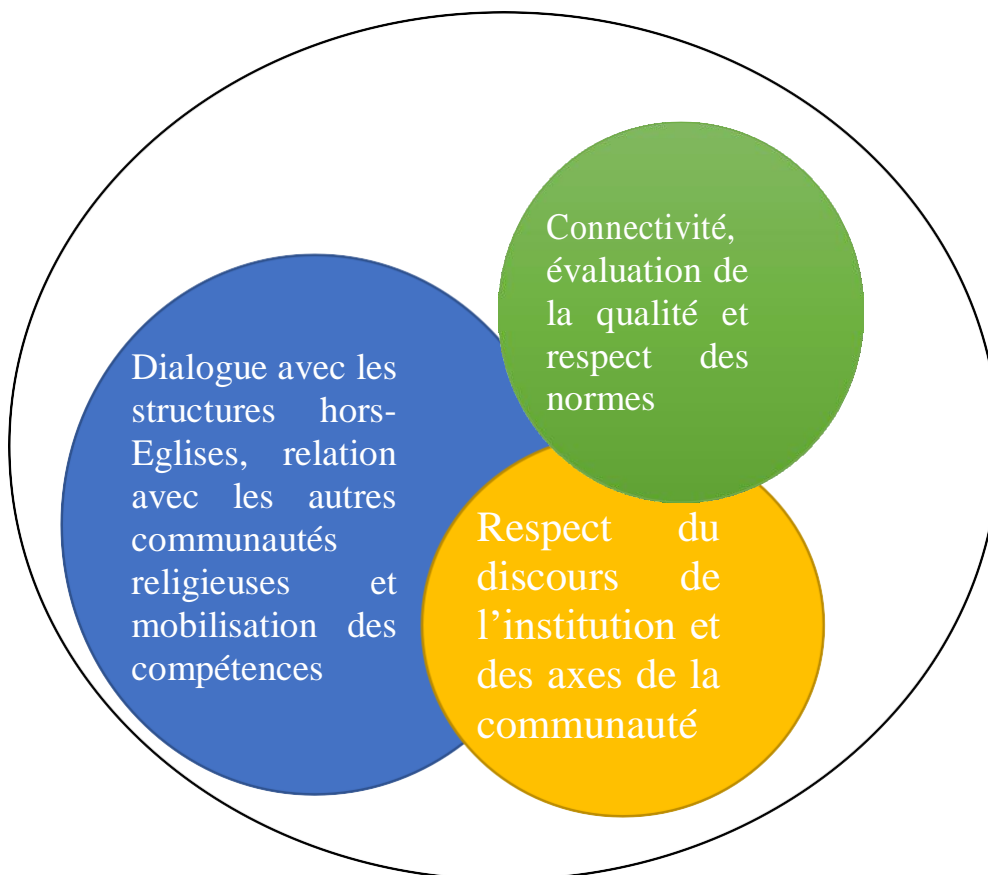 Connectivité,
évaluation de
la qualité et
respect des
normes
Dialogue avec les
structures hors-
Eglises, relation
avec les autres
communautés
religieuses et
mobilisation des
compétences
Respect du
discours de
l’institution et
des axes de la
communauté